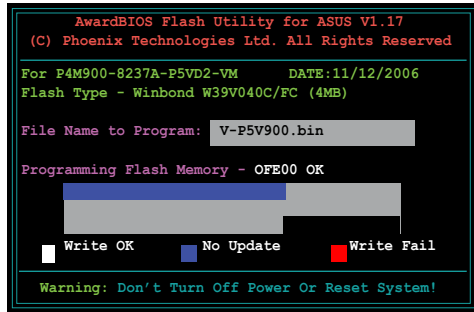 AwardBIOS Flash Utility for ASUS V1.17
(C) Phoenix Technologies Ltd. All Rights Reserved
For P4M900-8237A-P5VD2-VM DATE:11/12/2006
Flash Type - Winbond W39V040C/FC (4MB)
File Name to Program: V-P5V900.bin
Programming Flash Memory - OFE00 OK
Write OK No Update Write Fail
Warning: Don't Turn Off Power Or Reset System!